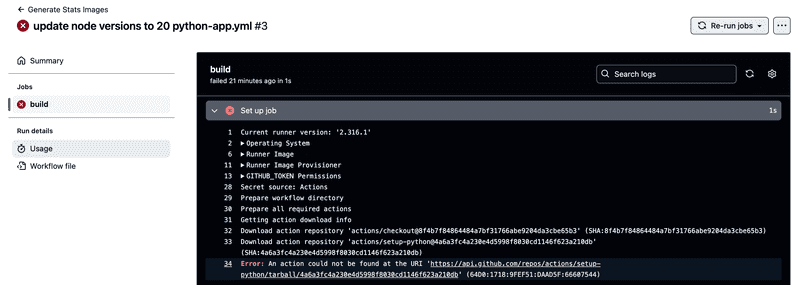 Generate Stats Images
update node versions to 20 python-app.yml #3
Re-run jobs
Summary
Jobs
build
Run details
Usage
Workflow file
build
failed 21 minutes ago in 1s
Search logs
Set up job 1s
1 Current runner version: '2.316.1'
2 Operating System
6 Runner Image
11 Runner Image Provisioner
13 GITHUB_TOKEN Permissions
28 Secret source: Actions
29 Prepare workflow directory
30 Prepare all required actions
31 Getting action download info
32 Download action repository 'actions/checkout@8f4b7f84864484a7bf31766abe9204da3cbe65b3' (SHA:8f4b7f84864484a7bf31766abe9204da3cbe65b3)
33 Download action repository 'actions/setup-python@4a6a3fc4a230e4d5998f8030cd1146f623a210db'
(SHA:4a6a3fc4a230e4d5998f8030cd1146f623a210db)
34 Error: An action could not be found at the URI 'https://api.github.com/repos/actions/setup-
python/tarball/4a6a3fc4a230e4d5998f8030cd1146f623a210db' (64D0:1718:9FEF51:DAAD5F:66607544)